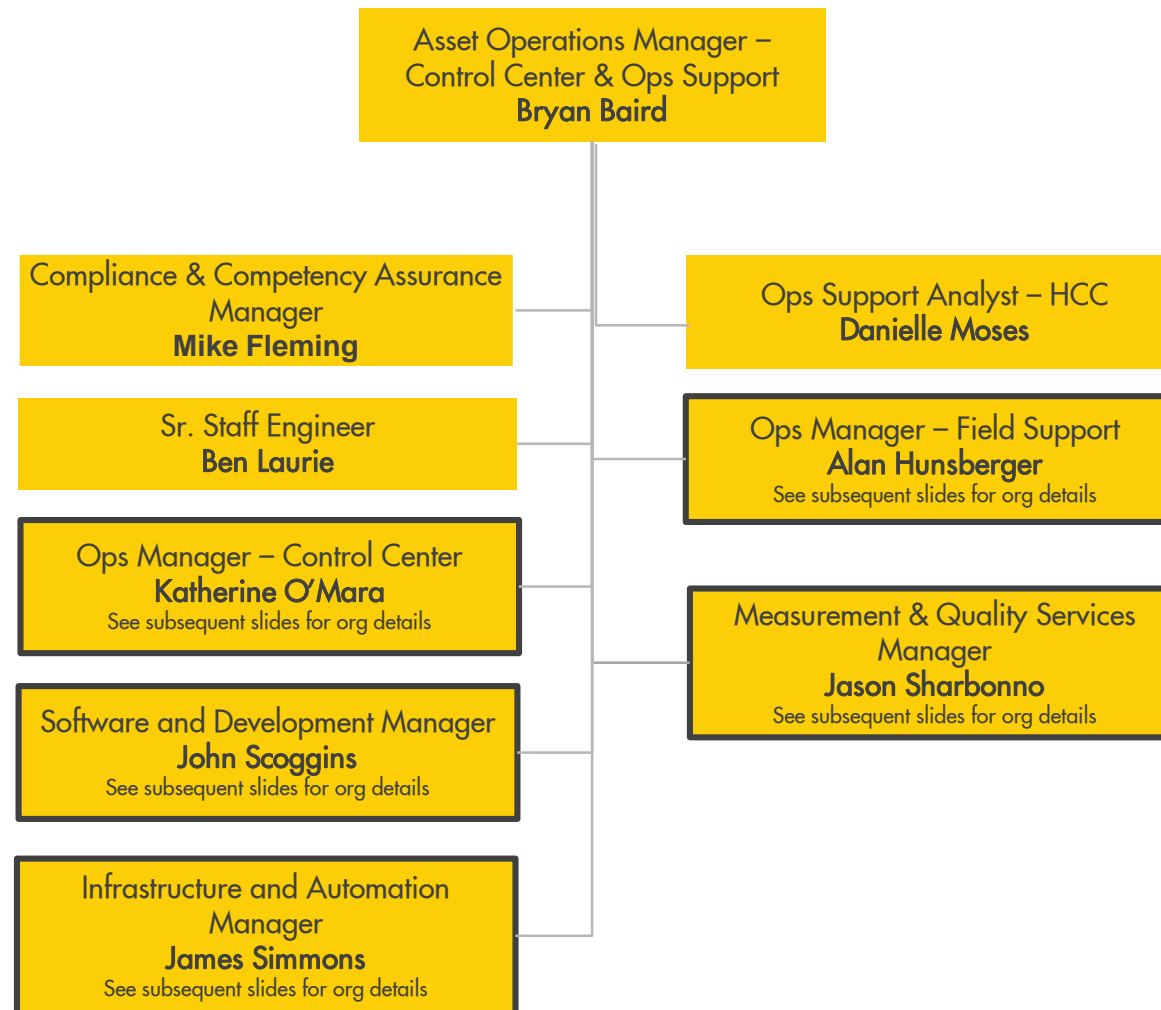 Asset Operations Manager –
Control Center & Ops Support
Bryan Baird
Compliance & Competency Assurance
Manager
Mike Fleming
Sr. Staff Engineer
Ben Laurie
Ops Manager – Control Center
Katherine O'Mara
See subsequent slides for org details
Software and Development Manager
John Scoggins
See subsequent slides for org details
Infrastructure and Automation
Manager
James Simmons
See subsequent slides for org details
Ops Support Analyst – HCC
Danielle Moses
Ops Manager – Field Support
Alan Hunsberger
See subsequent slides for org details
Measurement & Quality Services
Manager
Jason Sharbonno
See subsequent slides for org details